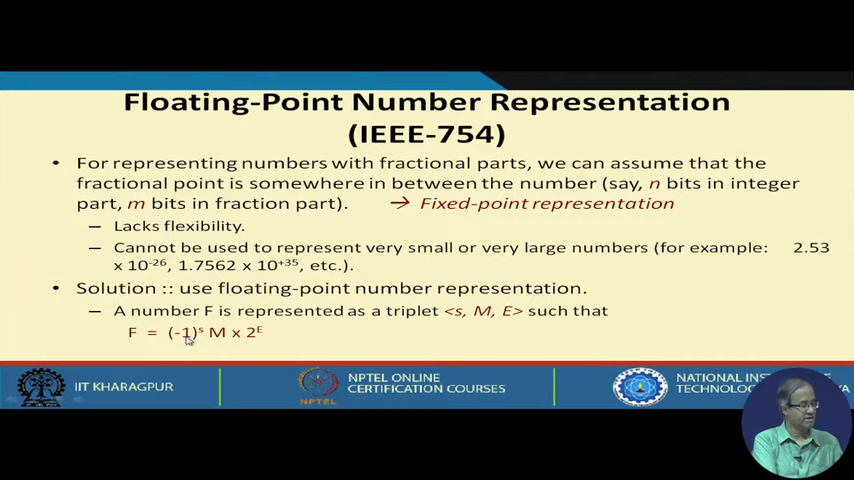 Floating-Point Number Representation
(IEEE-754)
• For representing numbers with fractional parts, we can assume that the
fractional point is somewhere in between the number (say, n bits in integer
part, m bits in fraction part). → Fixed-point representation
– Lacks flexibility.
– Cannot be used to represent very small or very large numbers (for example: 2.53
x 10⁻²⁶, 1.7562 x 10⁺³⁵, etc.).
• Solution :: use floating-point number representation.
– A number F is represented as a triplet <s, M, E> such that
F = (-1)ˢ M x 2ᴱ
IIT KHARAGPUR
NPTEL
NPTEL ONLINE
CERTIFICATION COURSES
NATIONAL
TECHNOLOG